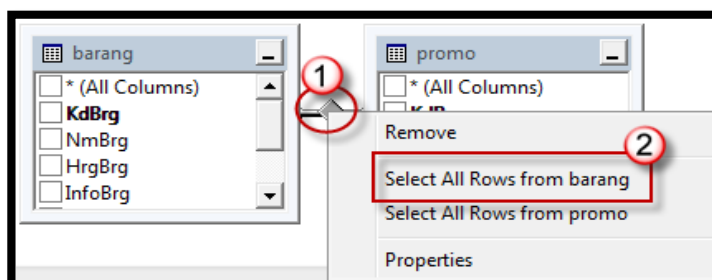 barang
* (All Columns)
KdBrg
NmBrg
HrgBrg
InfoBrg
1
promo
* (All Columns)
Remove
2
Select All Rows from barang
Select All Rows from promo
Properties